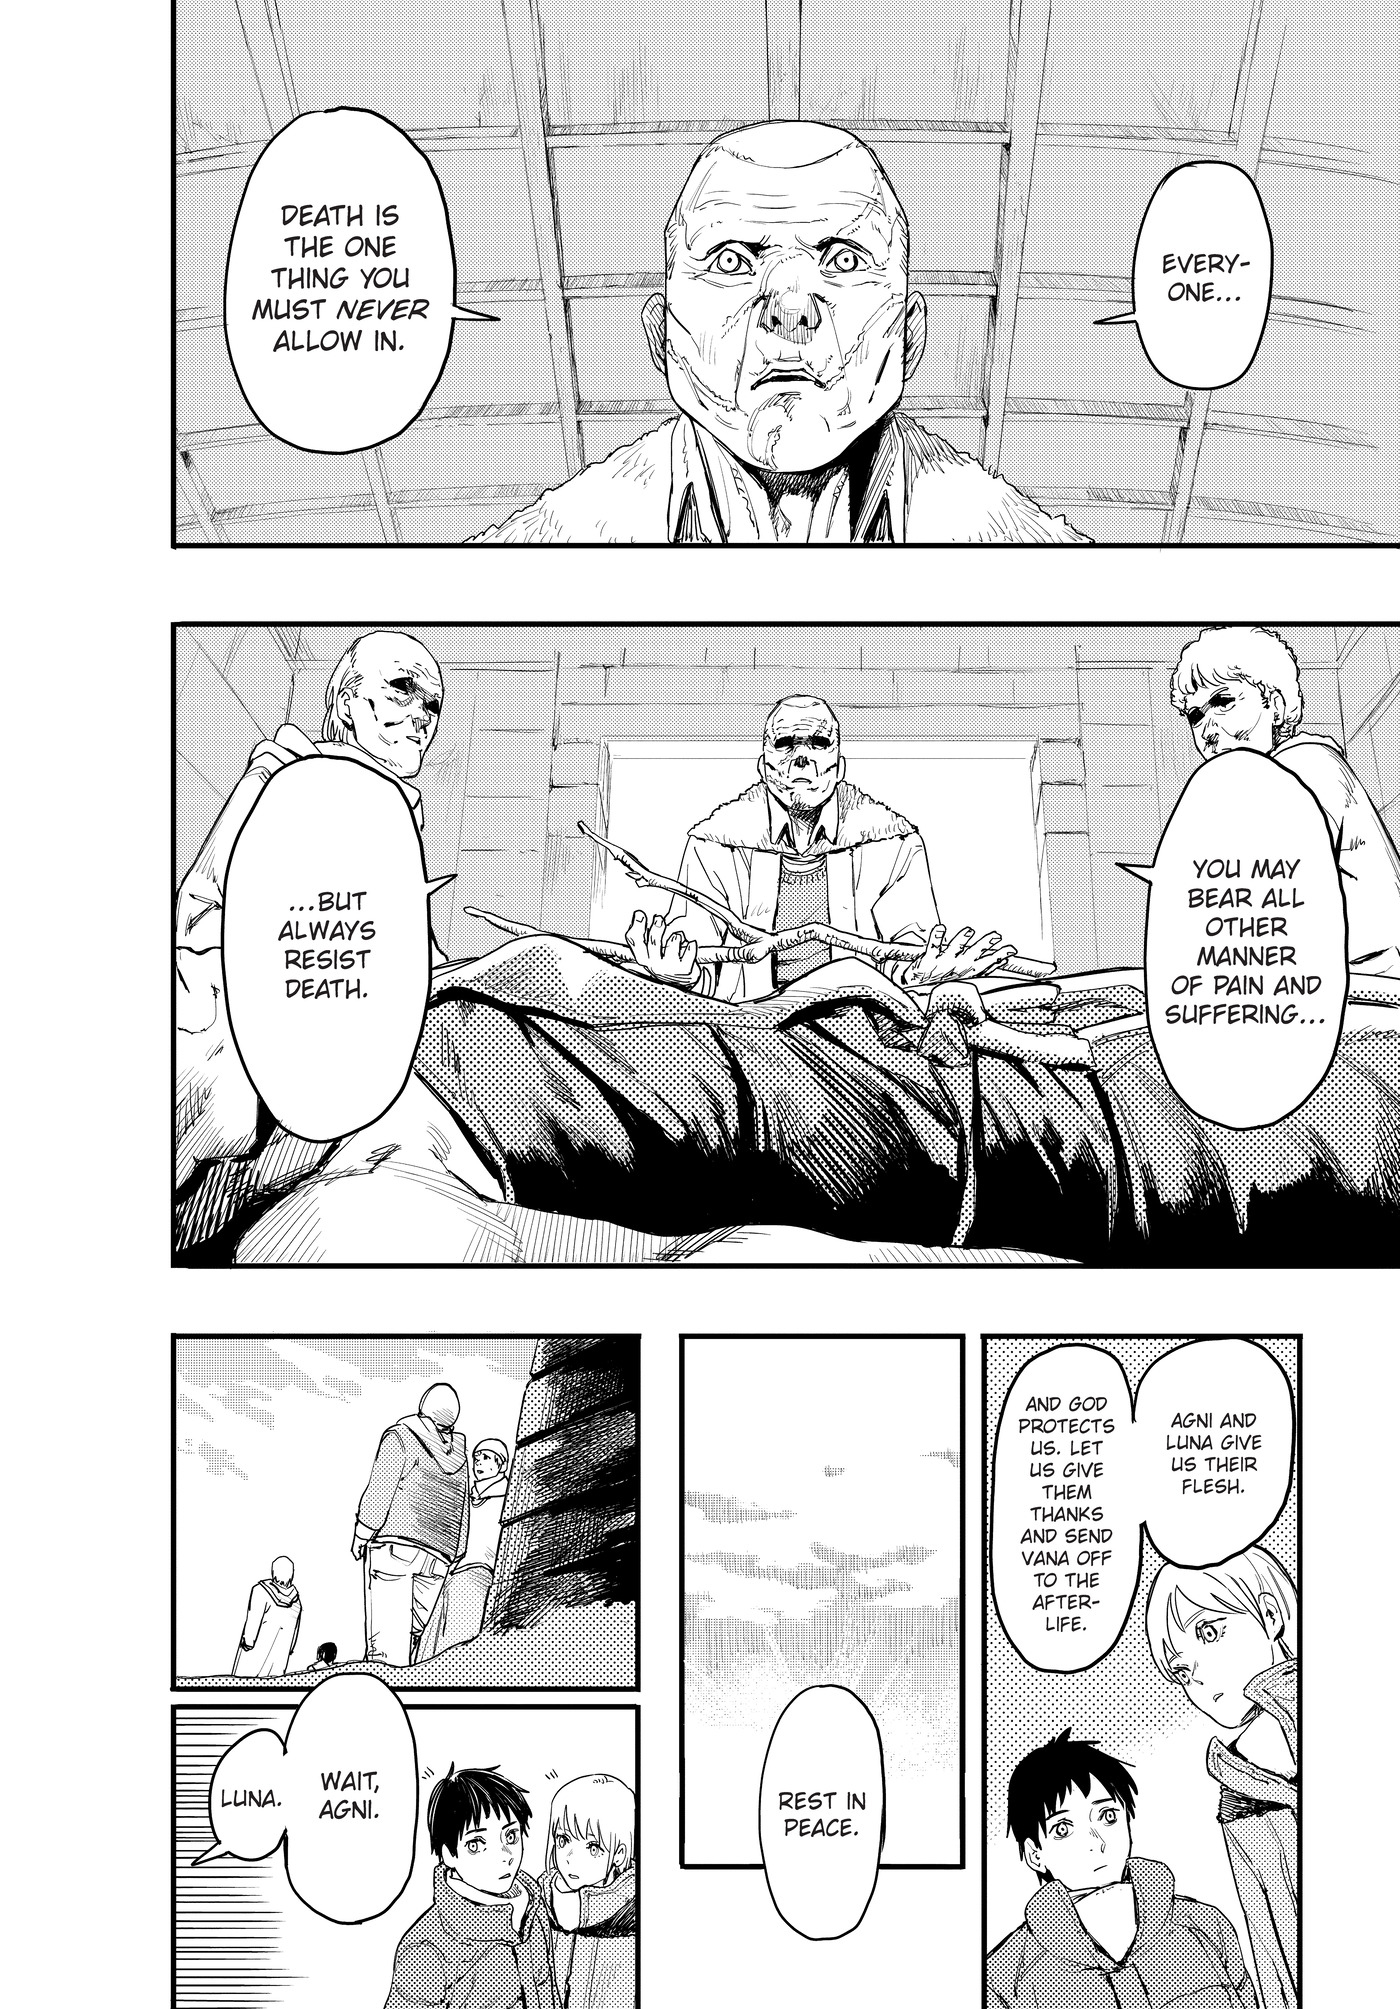 EVERY-
ONE...
DEATH IS
THE ONE
THING YOU
MUST NEVER
ALLOW IN.
YOU MAY
BEAR ALL
OTHER
MANNER
OF PAIN AND
SUFFERING...
...BUT
ALWAYS
RESIST
DEATH.
AGNI AND
LUNA GIVE
US THEIR
FLESH.
AND GOD
PROTECTS
US. LET
US GIVE
THEM
THANKS
AND SEND
VANA OFF
TO THE
AFTER-
LIFE.
REST IN
PEACE.
WAIT,
AGNI.
LUNA.